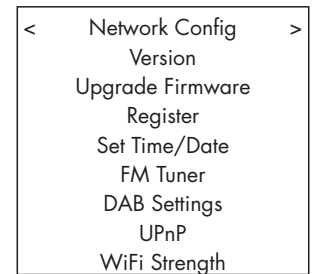 < Network Config >
Version
Upgrade Firmware
Register
Set Time/Date
FM Tuner
DAB Settings
UPnP
WiFi Strength